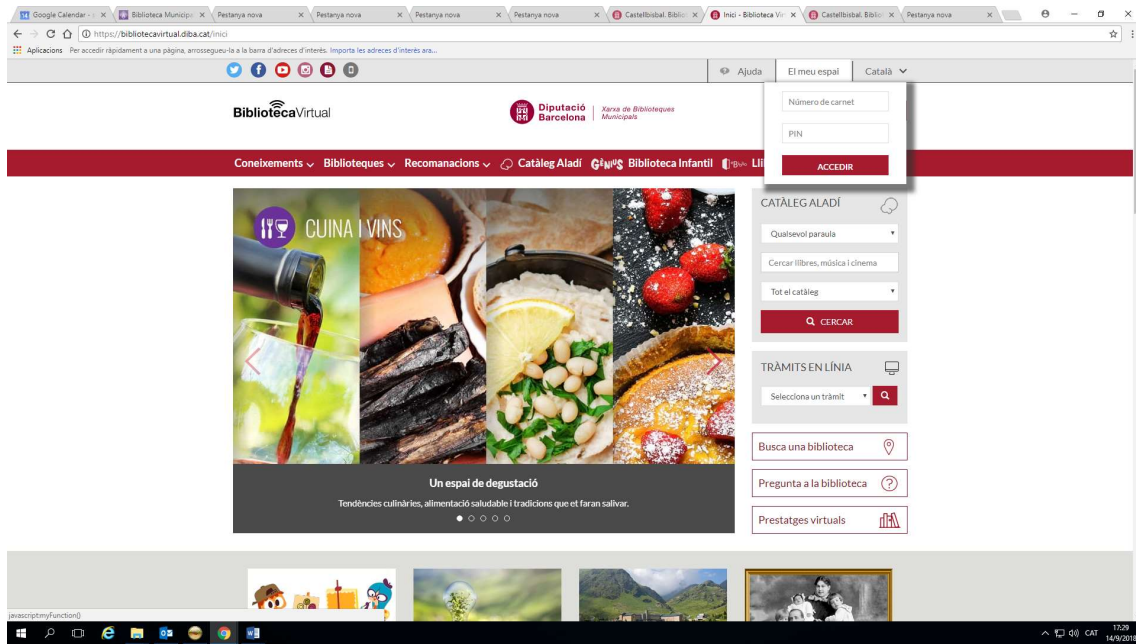 Google Calendar -
Biblioteca Municipa
Pestanya nova
Pestanya nova
Pestanya nova
Pestanya nova
Castellbisbal. Bibliot
Inici - Biblioteca Vir
Castellbisbal. Bibliot
Pestanya nova
https://bibliotecavirtual.diba.cat/inici
Aplicacions Per accedir ràpidament a una pàgina, arrossegueu-la a la barra d'adreces d'interès. Importa les adreces d'interès ara...
Ajuda El meu espai Català
BibliotecaVirtual
Diputació
Barcelona
Xarxa de Biblioteques
Municipals
Número de carnet
PIN
ACCEDIR
Coneixements Biblioteques Recomanacions Catàleg Aladí GÈNIUS Biblioteca Infantil
CUINA I VINS
Un espai de degustació
Tendències culinàries, alimentació saludable i tradicions que et faran salivar.
CATÀLEG ALADÍ
Qualsevol paraula
Cercar llibres, música i cinema
Tot el catàleg
CERCAR
TRÀMITS EN LÍNIA
Selecciona un tràmit
Busca una biblioteca
Pregunta a la biblioteca
Prestatges virtuals
javascript:myFunction()
CAT
17:29
14/9/2018